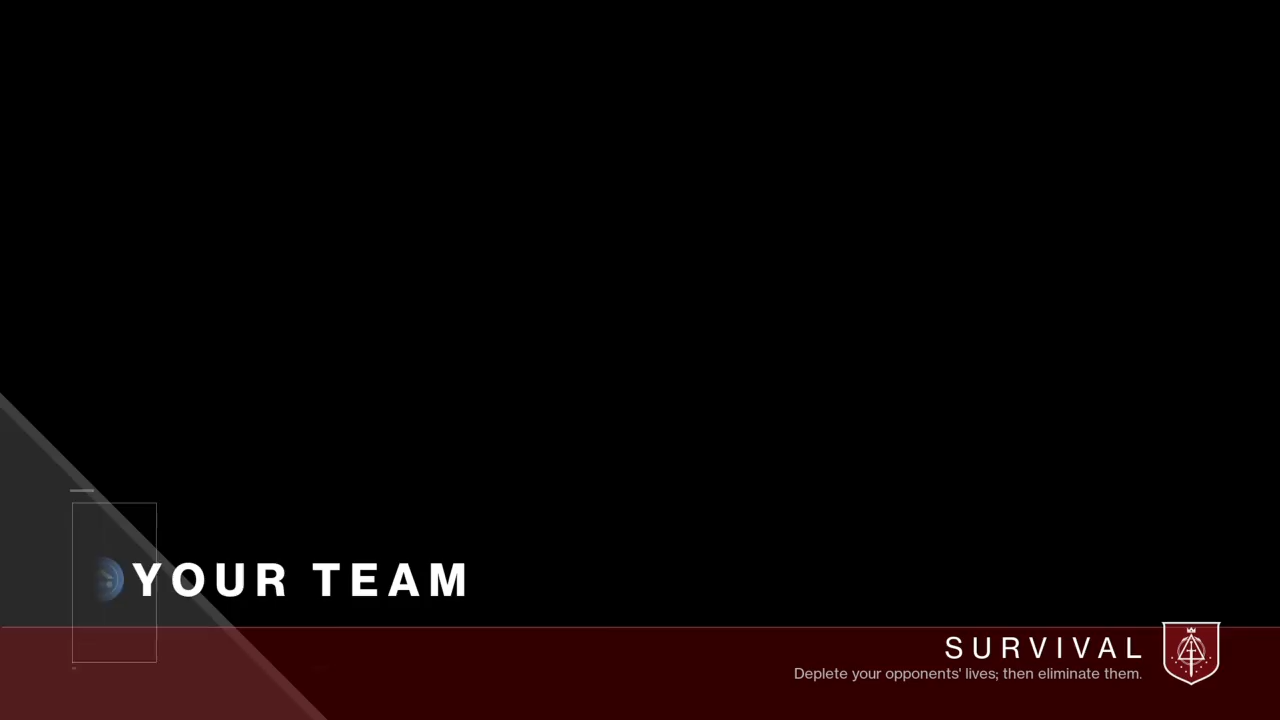 YOUR TEAM
SURVIVAL
Deplete your opponents' lives; then eliminate them.